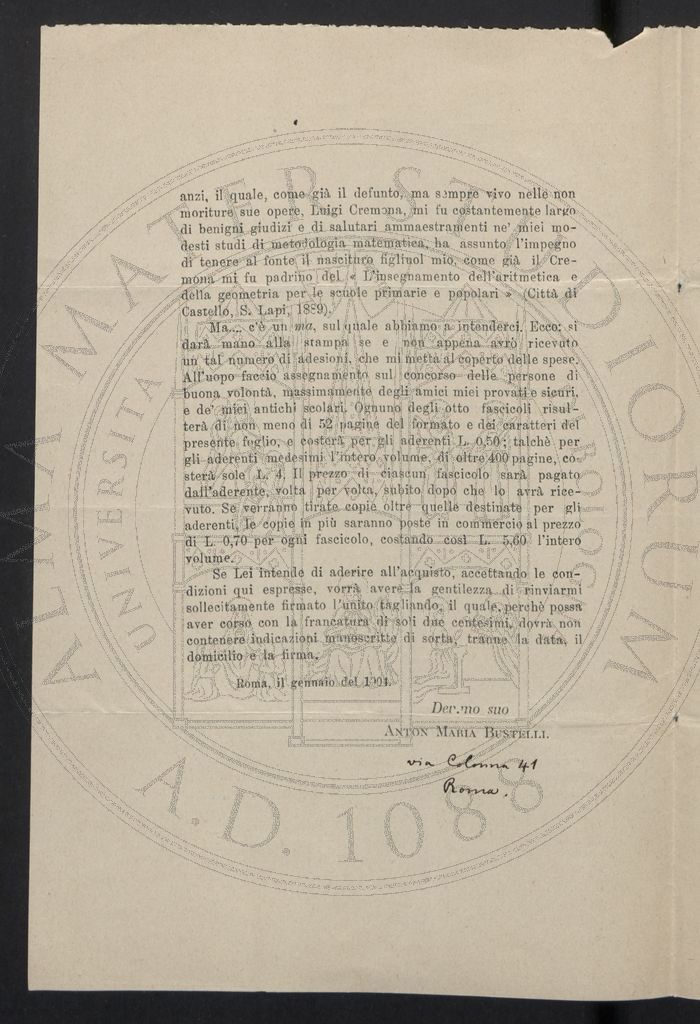 anzi, il quale, come già il defunto, ma sempre vivo nelle non
moriture sue opere, Luigi Cremona, mi fu costantemente largo
di benigni giudizi e di salutari ammaestramenti ne' miei mo-
desti studi di metodologia matematica, ha assunto l'impegno
di tenere al fonte il nascituro figliuol mio, come già il Cre-
mona mi fu padrino del « L'insegnamento dell'aritmetica e
della geometria per le scuole primarie e popolari » (Città di
Castello, S. Lapi, 1889).
Ma.... c'è un ma, sul quale abbiamo a intenderci. Ecco: si
darà mano alla stampa se e non appena avrò ricevuto
un tal numero di adesioni, che mi metta al coperto delle spese.
All'uopo faccio assegnamento sul concorso delle persone di
buona volontà, massimamente degli amici miei provati e sicuri,
e de' miei antichi scolari. Ognuno degli otto fascicoli risul-
terà di non meno di 52 pagine del formato e dei caratteri del
presente foglio, e costerà per gli aderenti L. 0,50; talchè per
gli aderenti medesimi l'intero volume, di oltre 400 pagine, co-
sterà sole L. 4. Il prezzo di ciascun fascicolo sarà pagato
dall'aderente, volta per volta, subito dopo che lo avrà rice-
vuto. Se verranno tirate copie oltre quelle destinate per gli
aderenti, le copie in più saranno poste in commercio al prezzo
di L. 0,70 per ogni fascicolo, costando così L. 5,60 l'intero
volume.
Se Lei intende di aderire all'acquisto, accettando le con-
dizioni qui espresse, vorrà avere la gentilezza di rinviarmi
sollecitamente firmato l'unito tagliando, il quale, perchè possa
aver corso con la francatura di soli due centesimi, dovrà non
contenere indicazioni manoscritte di sorta, tranne la data, il
domicilio e la firma.
Roma, il gennaio del 1904.
Dev.mo suo
ANTON MARIA BUSTELLI.
via Colonna 41
Roma.
ALMA MATER STUDIORUM
UNIVERSITA
A.D. 1088